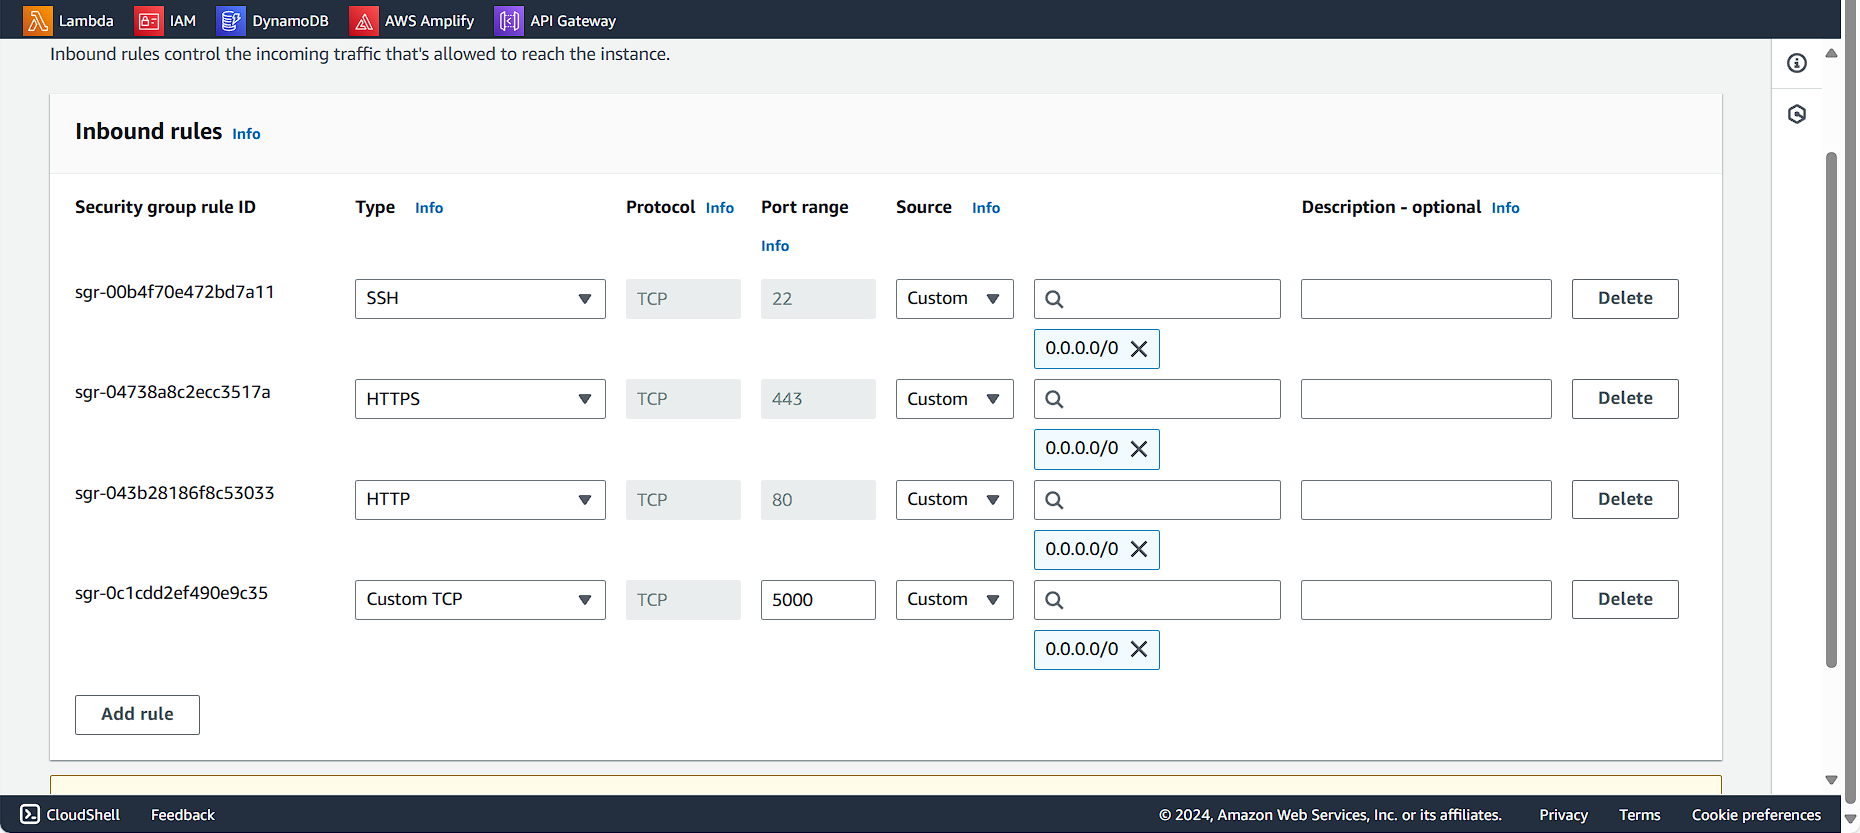 Lambda IAM DynamoDB AWS Amplify API Gateway
Inbound rules control the incoming traffic that's allowed to reach the instance.
Inbound rules Info
Security group rule ID Type Info Protocol Info Port range Source Info Description - optional Info
Info
sgr-00b4f70e472bd7a11 SSH TCP 22 Custom Delete
0.0.0.0/0
sgr-04738a8c2ecc3517a HTTPS TCP 443 Custom Delete
0.0.0.0/0
sgr-043b28186f8c53033 HTTP TCP 80 Custom Delete
0.0.0.0/0
sgr-0c1cdd2ef490e9c35 Custom TCP TCP 5000 Custom Delete
0.0.0.0/0
Add rule
CloudShell Feedback © 2024, Amazon Web Services, Inc. or its affiliates. Privacy Terms Cookie preferences